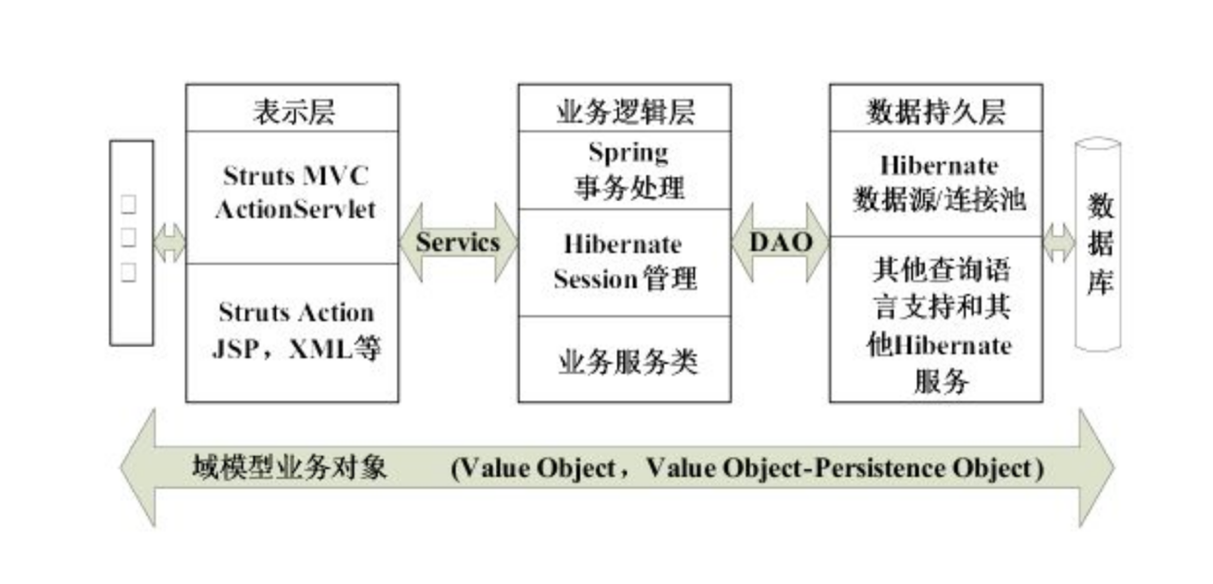 表示层
Struts MVC
ActionServlet
Struts Action
JSP，XML等
Servics
业务逻辑层
Spring
事务处理
Hibernate
Session管理
业务服务类
DAO
数据持久层
Hibernate
数据源/连接池
其他查询语
言支持和其
他Hibernate
服务
数
据
库
域模型业务对象 (Value Object，Value Object-Persistence Object)